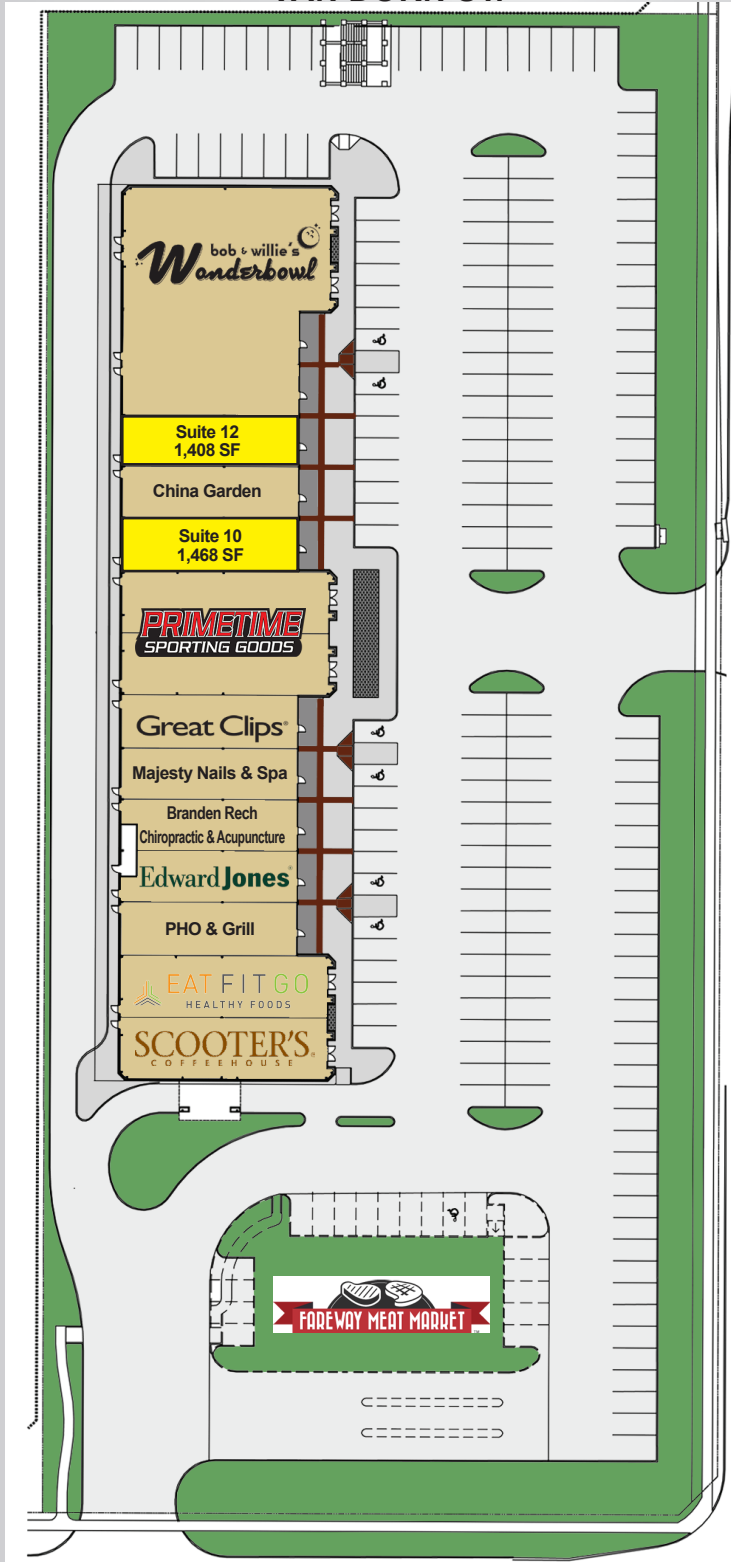 bob & willie's
Wonderbowl
Suite 12
1,408 SF
China Garden
Suite 10
1,468 SF
PRIMETIME
SPORTING GOODS
Great Clips®
Majesty Nails & Spa
Branden Rech
Chiropractic & Acupuncture
Edward Jones®
PHO & Grill
EAT FIT GO
HEALTHY FOODS
SCOOTER'S®
COFFEEHOUSE
FAREWAY MEAT MARKET